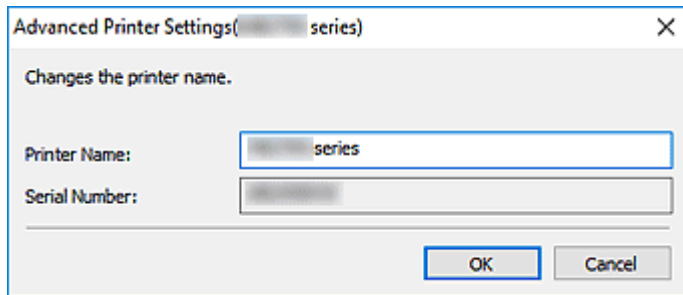 Advanced Printer Settings( series)
Changes the printer name.
Printer Name: series
Serial Number:
OK Cancel